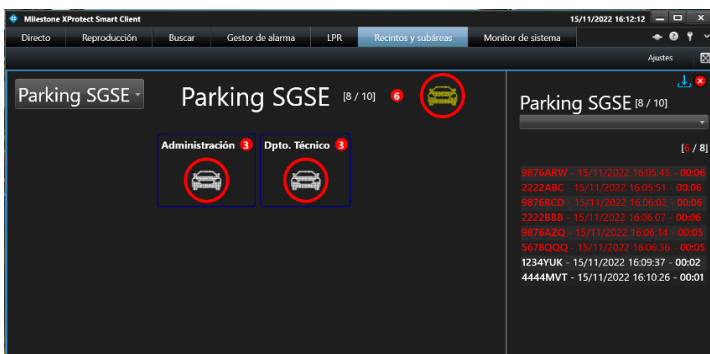 Milestone XProtect Smart Client
15/11/2022 16:12:12
Directo Reproducción Buscar Gestor de alarma LPR Recintos y subáreas Monitor de sistema
Ajustes
Parking SGSE
Parking SGSE [8 / 10] 6
Administración 3
Dpto. Técnico 3
Parking SGSE [8 / 10]
[6 / 8]
9876ARW - 15/11/2022 16:05:45 - 00:06
2222ABC - 15/11/2022 16:05:51 - 00:06
9876BCD - 15/11/2022 16:06:02 - 00:06
2222BBB - 15/11/2022 16:06:07 - 00:06
9876AZQ - 15/11/2022 16:06:14 - 00:05
5678QQQ - 15/11/2022 16:06:36 - 00:05
1234YUK - 15/11/2022 16:09:37 - 00:02
4444MVT - 15/11/2022 16:10:26 - 00:01